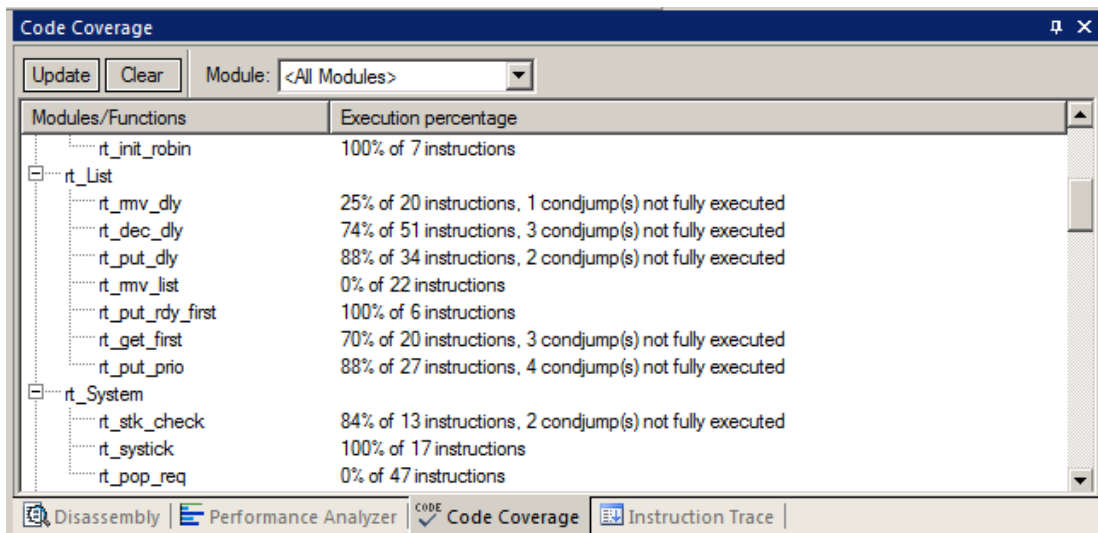 Code Coverage
Update Clear Module: <All Modules>
Modules/Functions Execution percentage
rt_init_robin 100% of 7 instructions
rt_List
rt_rmv_dly 25% of 20 instructions, 1 condjump(s) not fully executed
rt_dec_dly 74% of 51 instructions, 3 condjump(s) not fully executed
rt_put_dly 88% of 34 instructions, 2 condjump(s) not fully executed
rt_rmv_list 0% of 22 instructions
rt_put_rdy_first 100% of 6 instructions
rt_get_first 70% of 20 instructions, 3 condjump(s) not fully executed
rt_put_prio 88% of 27 instructions, 4 condjump(s) not fully executed
rt_System
rt_stk_check 84% of 13 instructions, 2 condjump(s) not fully executed
rt_systick 100% of 17 instructions
rt_pop_req 0% of 47 instructions
Disassembly Performance Analyzer CODE Code Coverage Instruction Trace